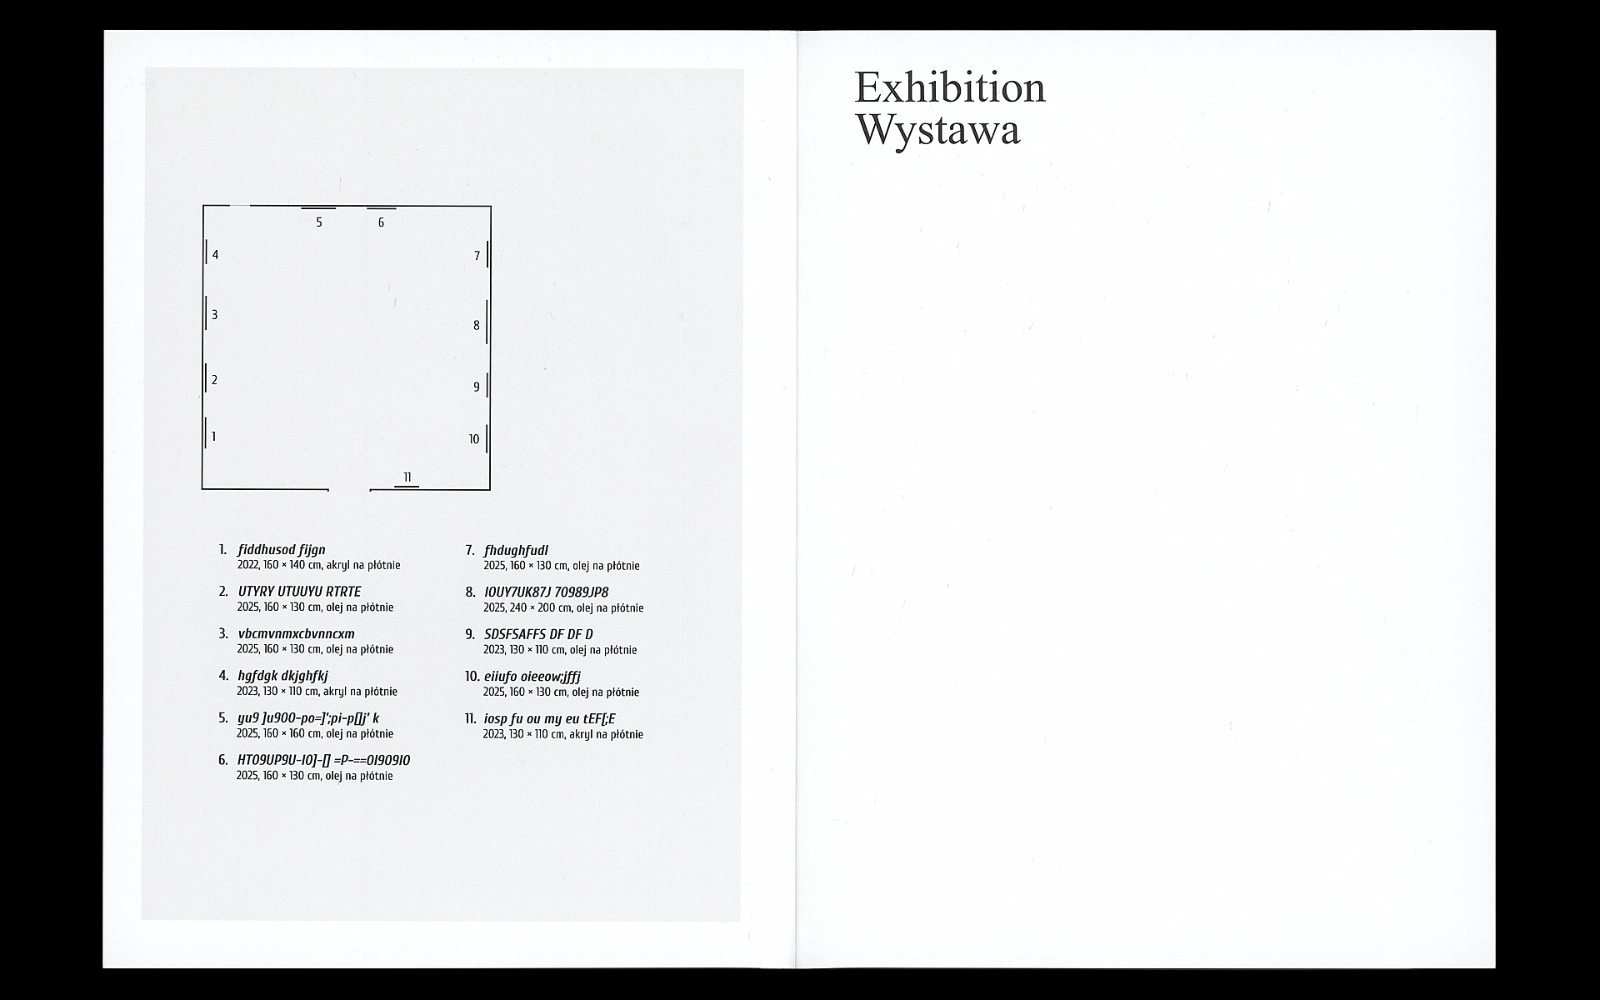 5 6
4 7
3 8
2 9
1 10
11
1. fiddhusod fijgn
2022, 160 × 140 cm, akryl na płótnie
2. UTYRY UTUUYU RTRTE
2025, 160 × 130 cm, olej na płótnie
3. vbcmvnmxcbvnncxm
2025, 160 × 130 cm, olej na płótnie
4. hgfdgk dkjghfkj
2023, 130 × 110 cm, akryl na płótnie
5. yu9 ]u900-po=]';pi-p[]j' k
2025, 160 × 160 cm, olej na płótnie
6. HT09UP9U-I0]-[] =P-==0I909I0
2025, 160 × 130 cm, olej na płótnie
7. fhdughfudl
2025, 160 × 130 cm, olej na płótnie
8. IOUY7UK87J 70989JP8
2025, 240 × 200 cm, olej na płótnie
9. SDSFSAFFS DF DF D
2023, 130 × 110 cm, olej na płótnie
10. eiiufo oieeow;jffj
2025, 160 × 130 cm, olej na płótnie
11. iosp fu ou my eu tEF[;E
2023, 130 × 110 cm, akryl na płótnie
Exhibition
Wystawa